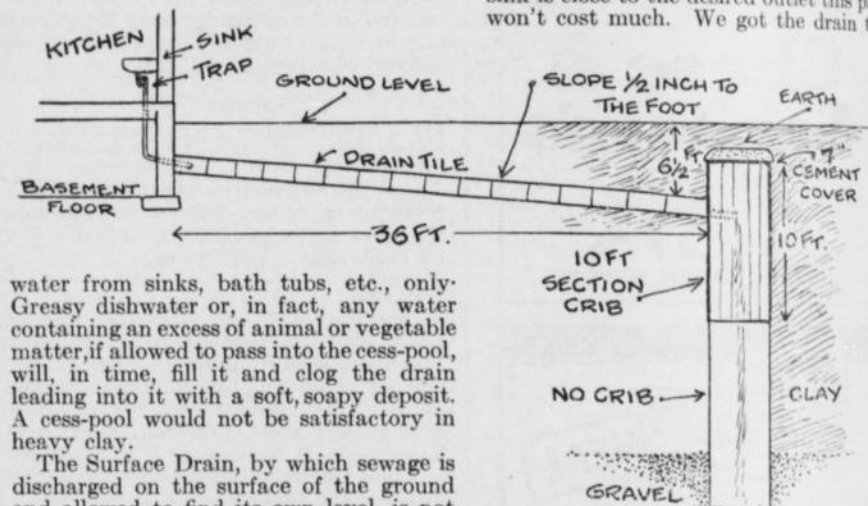 sink is close to the desired outlet this
won't cost much. We got the drain
KITCHEN
SINK
TRAP
GROUND LEVEL
SLOPE 1/2 INCH TO
THE FOOT
EARTH
DRAIN TILE
6 1/2 FT
7"
CEMENT
COVER
BASEMENT
FLOOR
36 FT.
10 FT.
10 FT
SECTION
CRIB
NO CRIB
CLAY
GRAVEL
water from sinks, bath tubs, etc., only.
Greasy dishwater or, in fact, any water
containing an excess of animal or vegetable
matter, if allowed to pass into the cess-pool,
will, in time, fill it and clog the drain
leading into it with a soft, soapy deposit.
A cess-pool would not be satisfactory in
heavy clay.
The Surface Drain, by which sewage is
discharged on the surface of the ground
and allowed to find its own level, is not